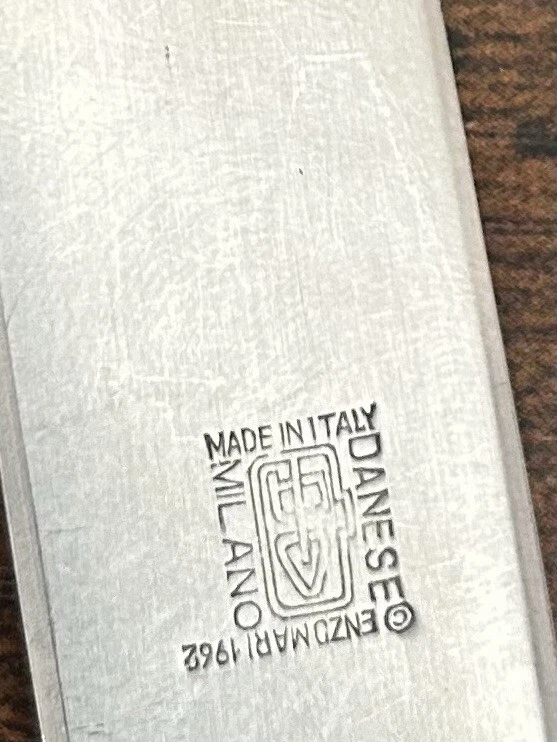 MADE IN ITALY
DANESE
© ENZO MARI 1962
MILANO